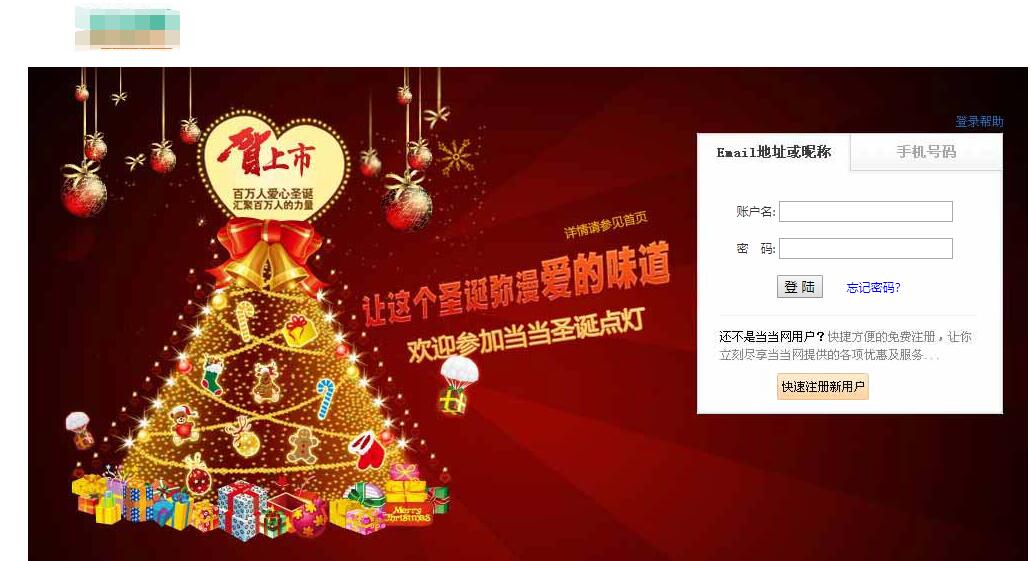 登录帮助
贺上市
百万人爱心圣诞
汇聚百万人的力量
详情请参见首页
让这个圣诞弥漫爱的味道
欢迎参加当当圣诞点灯
Merry
Christmas
Email地址或昵称 手机号码
账户名:
密 码:
登 陆 忘记密码?
还不是当当网用户？快捷方便的免费注册，让你
立刻尽享当当网提供的各项优惠及服务...
快速注册新用户